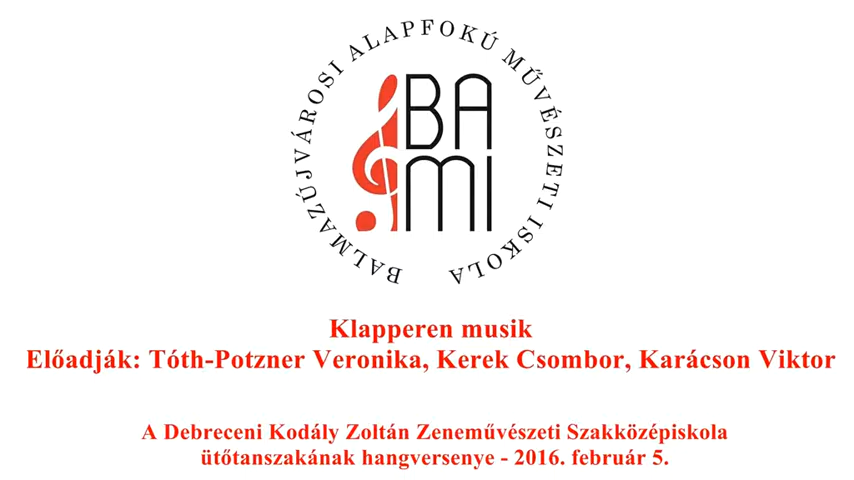 BALMAZÚJVÁROSI ALAPFOKÚ MŰVÉSZETI ISKOLA
BA
MI
Klapperen musik
Előadják: Tóth-Potzner Veronika, Kerek Csombor, Karácson Viktor
A Debreceni Kodály Zoltán Zeneművészeti Szakközépiskola
ütőtanszakának hangversenye - 2016. február 5.